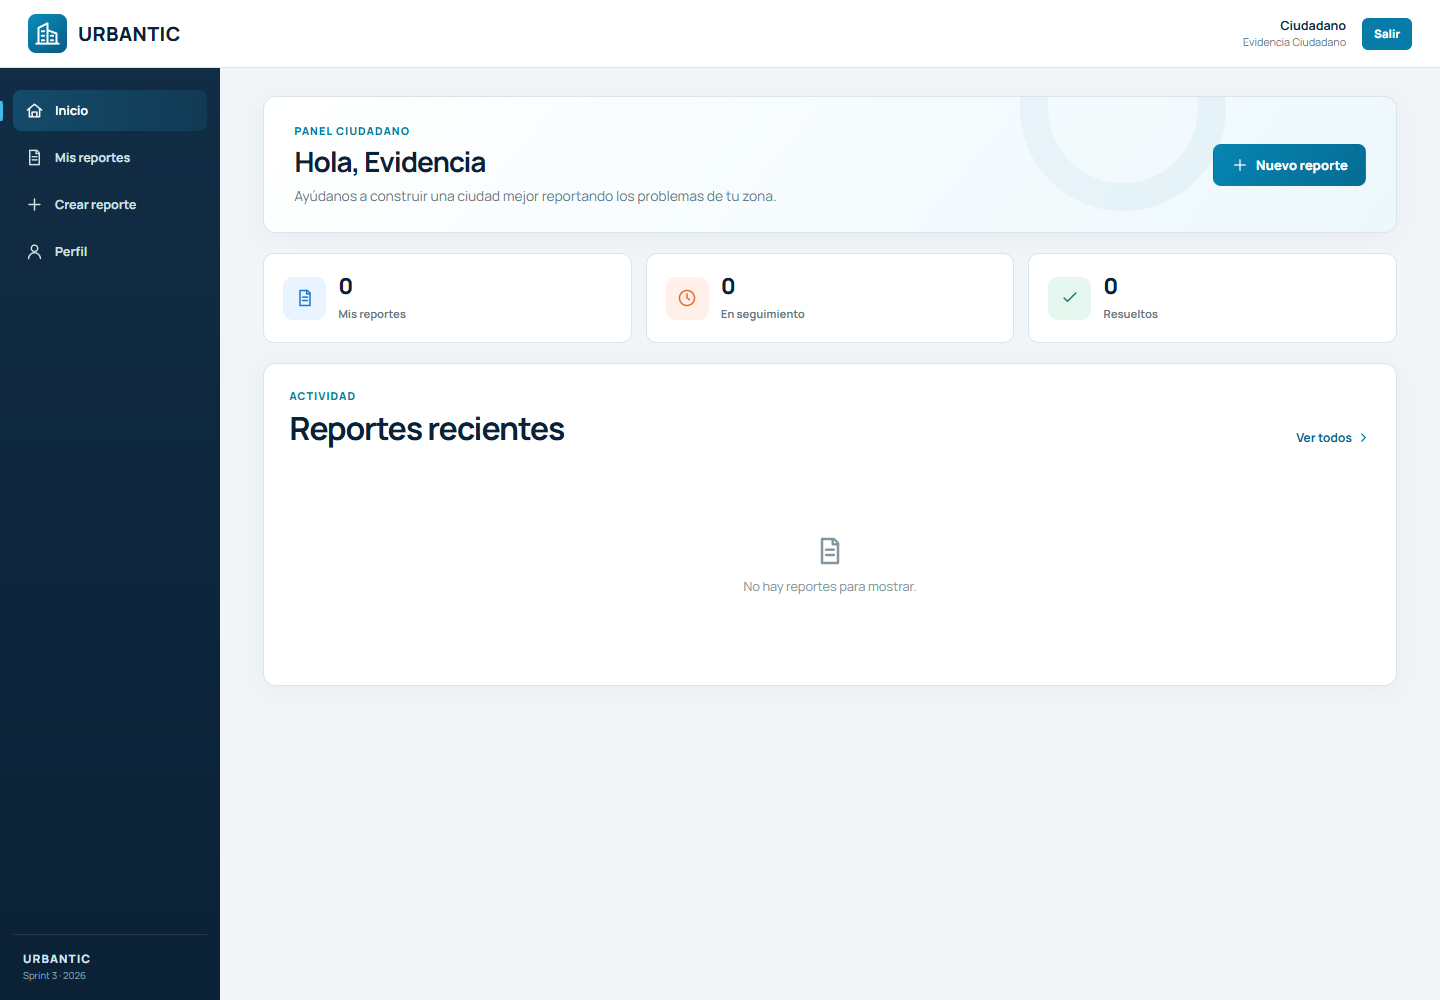 URBANTIC
Ciudadano
Evidencia Ciudadano
Salir
Inicio
Mis reportes
Crear reporte
Perfil
PANEL CIUDADANO
Hola, Evidencia
Ayúdanos a construir una ciudad mejor reportando los problemas de tu zona.
Nuevo reporte
0
Mis reportes
0
En seguimiento
0
Resueltos
ACTIVIDAD
Reportes recientes
Ver todos
No hay reportes para mostrar.
URBANTIC
Sprint 3 · 2026